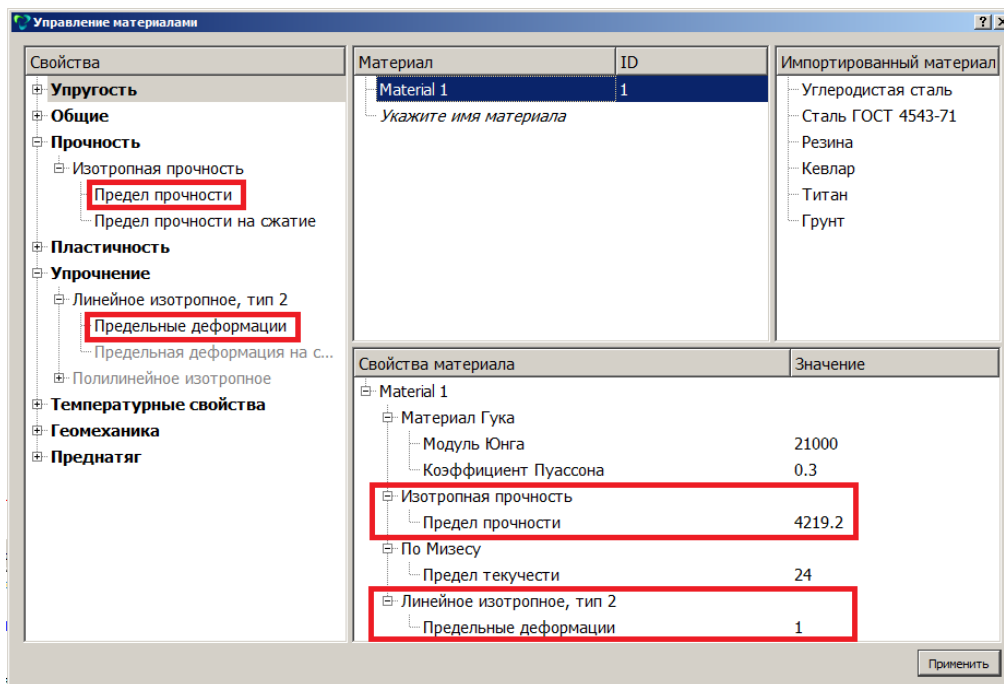 Управление материалами
Свойства
Упругость
Общие
Прочность
Изотропная прочность
Предел прочности
Предел прочности на сжатие
Пластичность
Упрочнение
Линейное изотропное, тип 2
Предельные деформации
Предельная деформация на с...
Полилинейное изотропное
Температурные свойства
Геомеханика
Преднатяг
Материал ID
Material 1 1
Укажите имя материала
Импортированный материал
Углеродистая сталь
Сталь ГОСТ 4543-71
Резина
Кевлар
Титан
Грунт
Свойства материала Значение
Material 1
Материал Гука
Модуль Юнга 21000
Коэффициент Пуассона 0.3
Изотропная прочность
Предел прочности 4219.2
По Мизесу
Предел текучести 24
Линейное изотропное, тип 2
Предельные деформации 1
Применить